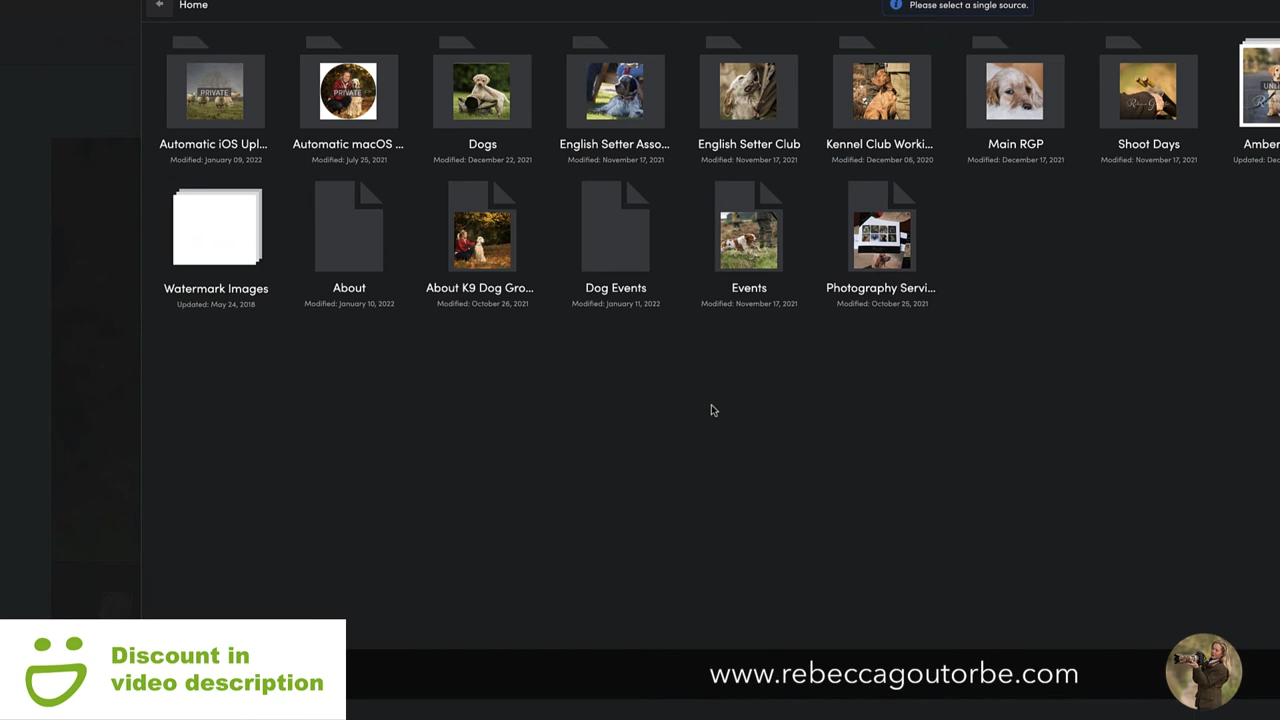 Home
Please select a single source.
PRIVATE
PRIVATE
Automatic iOS Upl...
Automatic macOS ...
Dogs
English Setter Asso...
English Setter Club
Kennel Club Worki...
Main RGP
Shoot Days
Amber
Modified: January 09, 2022
Modified: July 25, 2021
Modified: December 22, 2021
Modified: November 17, 2021
Modified: November 17, 2021
Modified: December 06, 2020
Modified: December 17, 2021
Modified: November 17, 2021
Updated: Dec
Watermark Images
About
About K9 Dog Gro...
Dog Events
Events
Photography Servi...
Updated: May 24, 2018
Modified: January 10, 2022
Modified: October 26, 2021
Modified: January 11, 2022
Modified: November 17, 2021
Modified: October 25, 2021
Discount in
video description
www.rebeccagoutorbe.com